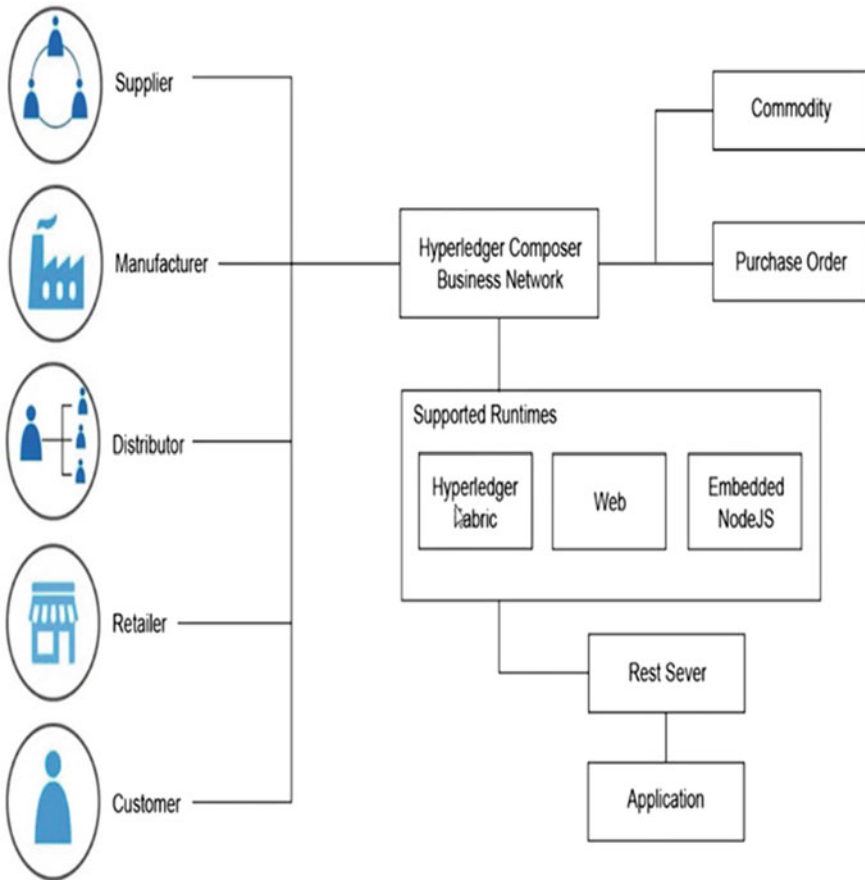 Supplier
Manufacturer
Distributor
Retailer
Customer
Hyperledger Composer
Business Network
Commodity
Purchase Order
Supported Runtimes
Hyperledger
Fabric
Web
Embedded
NodeJS
Rest Sever
Application